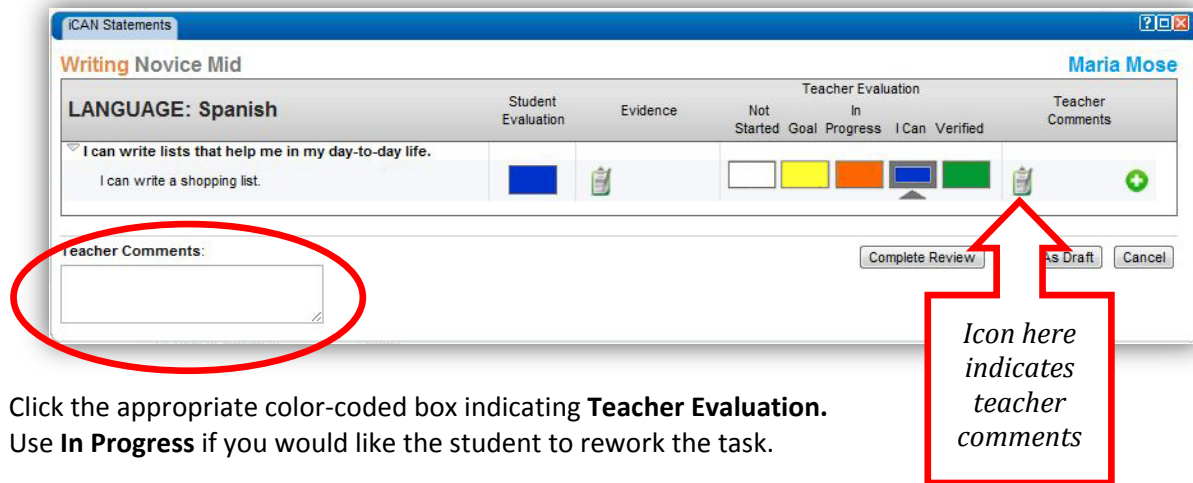 iCAN Statements
Writing Novice Mid
Maria Mose
LANGUAGE: Spanish
Student Evaluation
Evidence
Teacher Evaluation
Not Started
Goal
In Progress
I Can
Verified
Teacher Comments
I can write lists that help me in my day-to-day life.
I can write a shopping list.
Teacher Comments:
Complete Review
As Draft
Cancel
Icon here
indicates
teacher
comments
Click the appropriate color-coded box indicating Teacher Evaluation.
Use In Progress if you would like the student to rework the task.